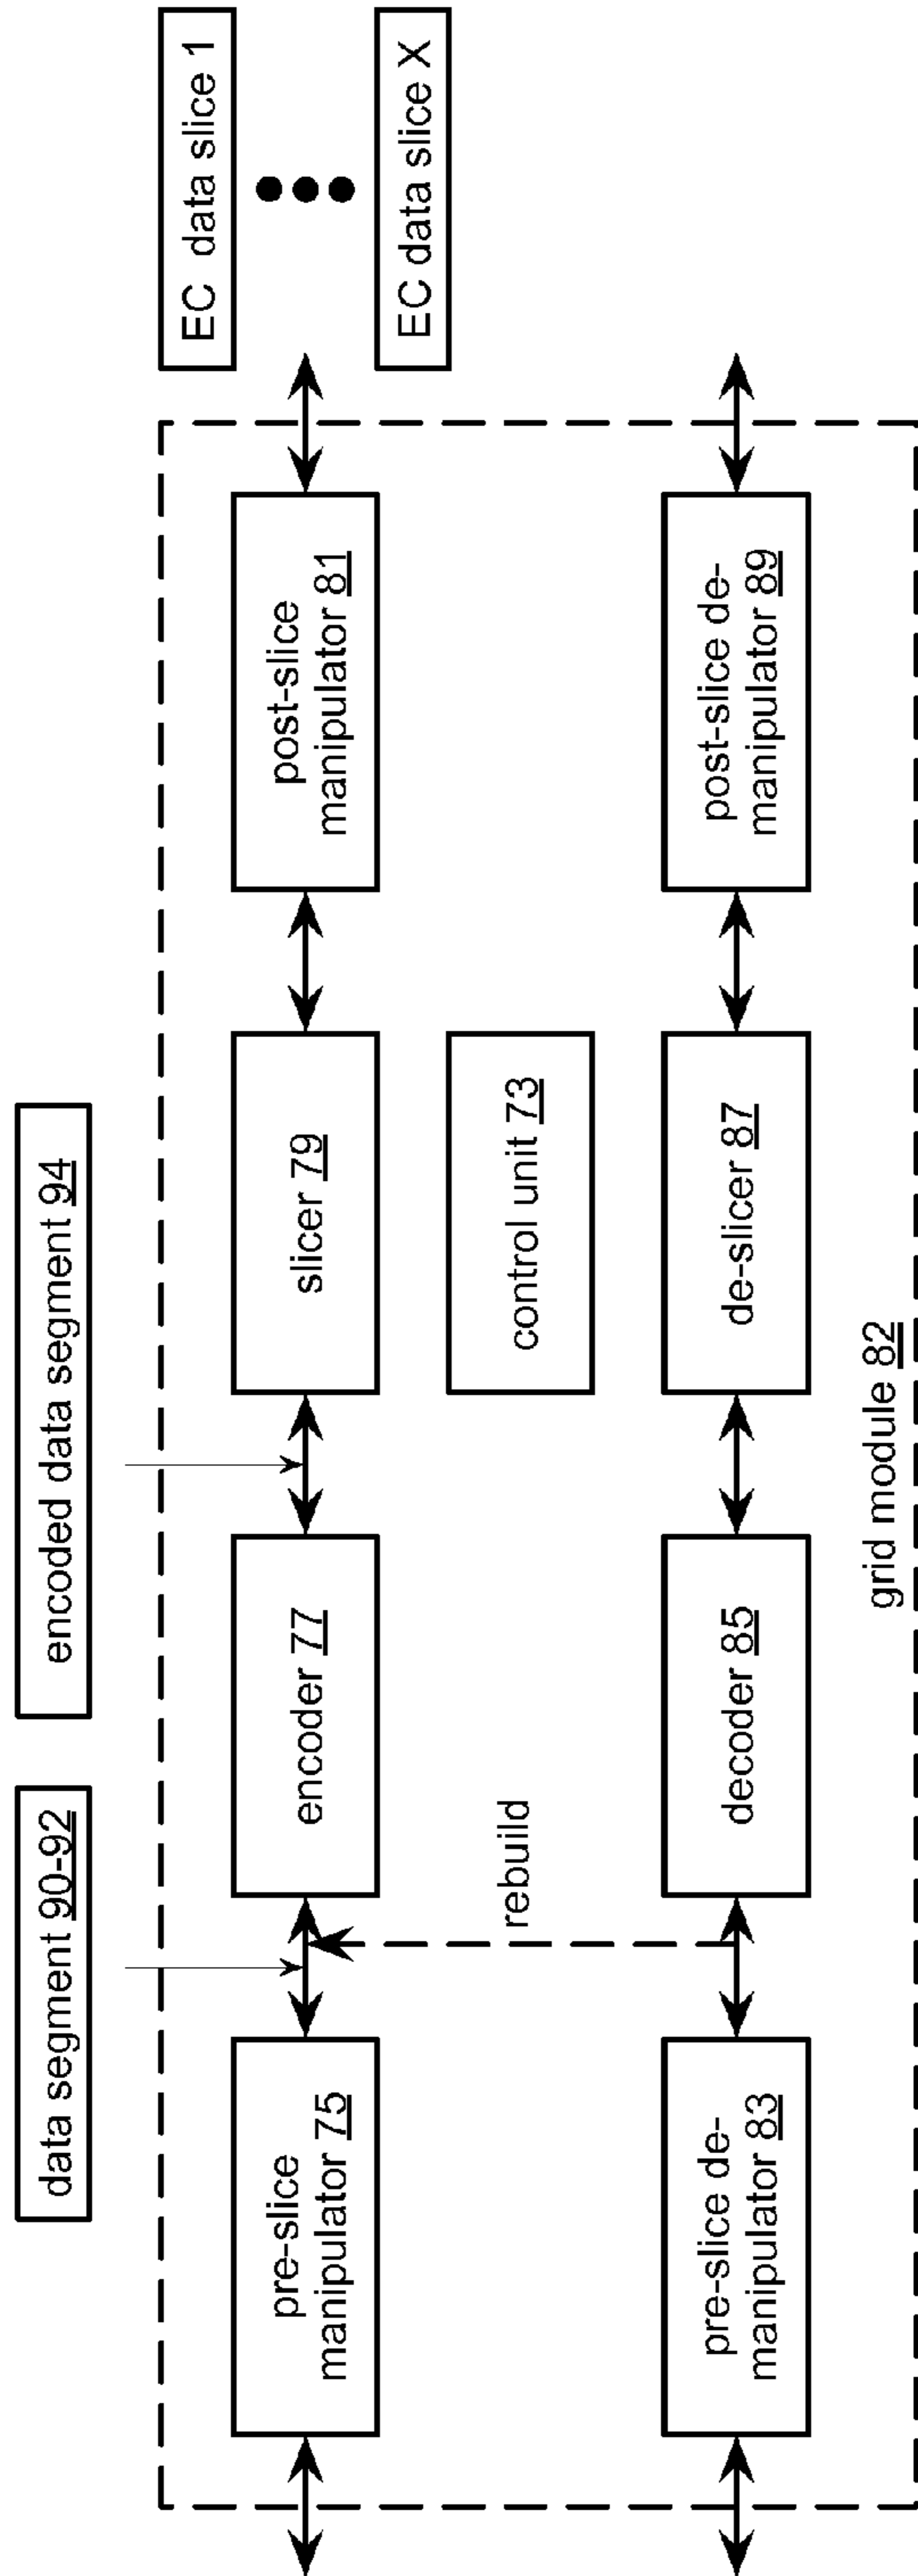 data segment 90-92
encoded data segment 94
EC data slice 1
EC data slice X
pre-slice
manipulator 75
encoder 77
slicer 79
post-slice
manipulator 81
rebuild
control unit 73
pre-slice de-
manipulator 83
decoder 85
de-slicer 87
post-slice de-
manipulator 89
grid module 82